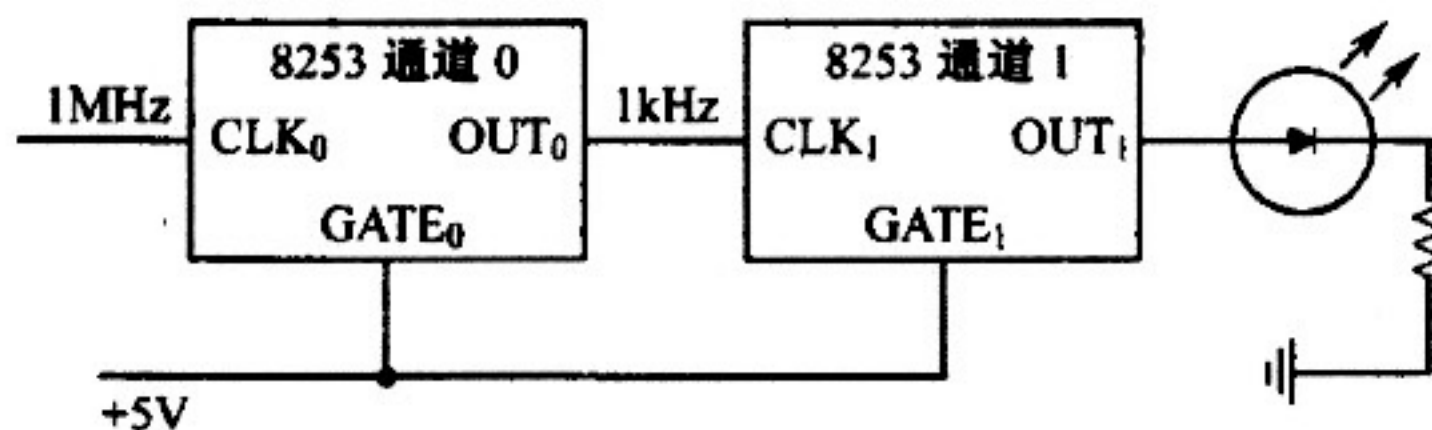 8253 通道 0
8253 通道 1
1MHz
CLK₀
OUT₀
1kHz
CLK₁
OUT₁
GATE₀
GATE₁
+5V